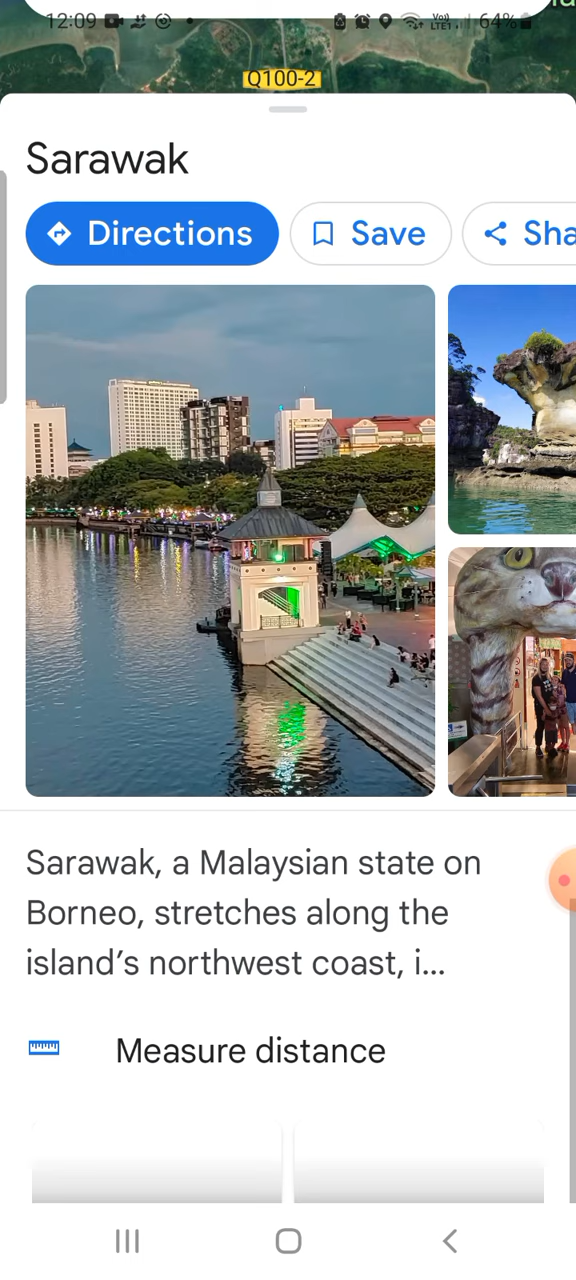 12:09
64%
Q100-2
Sarawak
Directions
Save
Sha
Sarawak, a Malaysian state on
Borneo, stretches along the
island’s northwest coast, i...
Measure distance